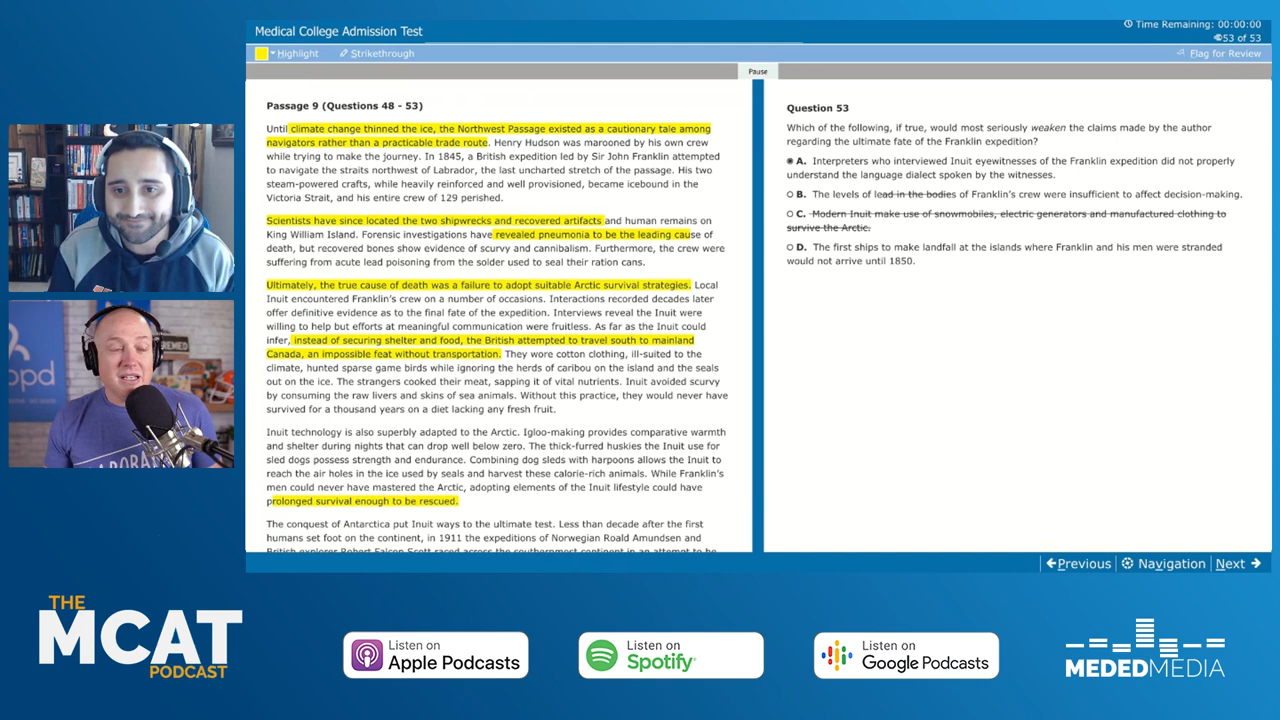 Medical College Admission Test
Time Remaining: 00:00:00
53 of 53
Highlight
Strikethrough
Flag for Review
Pause
Passage 9 (Questions 48 - 53)
Until climate change thinned the ice, the Northwest Passage existed as a cautionary tale among
navigators rather than a practicable trade route. Henry Hudson was marooned by his own crew
while trying to make the journey. In 1845, a British expedition led by Sir John Franklin attempted
to navigate the straits northwest of Labrador, the last uncharted stretch of the passage. His two
steam-powered crafts, while heavily reinforced and well provisioned, became icebound in the
Victoria Strait, and his entire crew of 129 perished.
Scientists have since located the two shipwrecks and recovered artifacts and human remains on
King William Island. Forensic investigations have revealed pneumonia to be the leading cause of
death, but recovered bones show evidence of scurvy and cannibalism. Furthermore, the crew were
suffering from acute lead poisoning from the solder used to seal their ration cans.
Ultimately, the true cause of death was a failure to adopt suitable Arctic survival strategies. Local
Inuit encountered Franklin's crew on a number of occasions. Interactions recorded decades later
offer definitive evidence as to the final fate of the expedition. Interviews reveal the Inuit were
willing to help but efforts at meaningful communication were fruitless. As far as the Inuit could
infer, instead of securing shelter and food, the British attempted to travel south to mainland
Canada, an impossible feat without transportation. They wore cotton clothing, ill-suited to the
climate, hunted sparse game birds while ignoring the herds of caribou on the island and the seals
out on the ice. The strangers cooked their meat, sapping it of vital nutrients. Inuit avoided scurvy
by consuming the raw livers and skins of sea animals. Without this practice, they would never have
survived for a thousand years on a diet lacking any fresh fruit.
Inuit technology is also superbly adapted to the Arctic. Igloo-making provides comparative warmth
and shelter during nights that can drop well below zero. The thick-furred huskies the Inuit use for
sled dogs possess strength and endurance. Combining dog sleds with harpoons allows the Inuit to
reach the air holes in the ice used by seals and harvest these calorie-rich animals. While Franklin's
men could never have mastered the Arctic, adopting elements of the Inuit lifestyle could have
prolonged survival enough to be rescued.
The conquest of Antarctica put Inuit ways to the ultimate test. Less than decade after the first
humans set foot on the continent, in 1911 the expeditions of Norwegian Roald Amundsen and
British explorer Robert Falcon Scott raced across the southernmost continent in an attempt to be
Question 53
Which of the following, if true, would most seriously weaken the claims made by the author
regarding the ultimate fate of the Franklin expedition?
A. Interpreters who interviewed Inuit eyewitnesses of the Franklin expedition did not properly
understand the language dialect spoken by the witnesses.
B. The levels of lead in the bodies of Franklin's crew were insufficient to affect decision-making.
C. Modern Inuit make use of snowmobiles, electric generators and manufactured clothing to
survive the Arctic.
D. The first ships to make landfall at the islands where Franklin and his men were stranded
would not arrive until 1850.
Previous
Navigation
Next
THE
MCAT
PODCAST
Listen on
Apple Podcasts
Listen on
Spotify
Listen on
Google Podcasts
MEDEDMEDIA